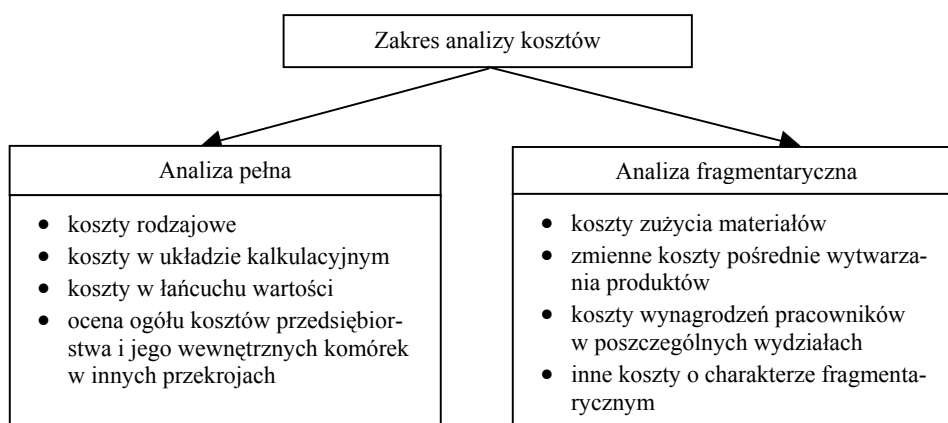 Zakres analizy kosztów
Analiza pełna
• koszty rodzajowe
• koszty w układzie kalkulacyjnym
• koszty w łańcuchu wartości
• ocena ogółu kosztów przedsiębior-
stwa i jego wewnętrznych komórek
w innych przekrojach
Analiza fragmentaryczna
• koszty zużycia materiałów
• zmienne koszty pośrednie wytwarza-
nia produktów
• koszty wynagrodzeń pracowników
w poszczególnych wydziałach
• inne koszty o charakterze fragmenta-
rycznym